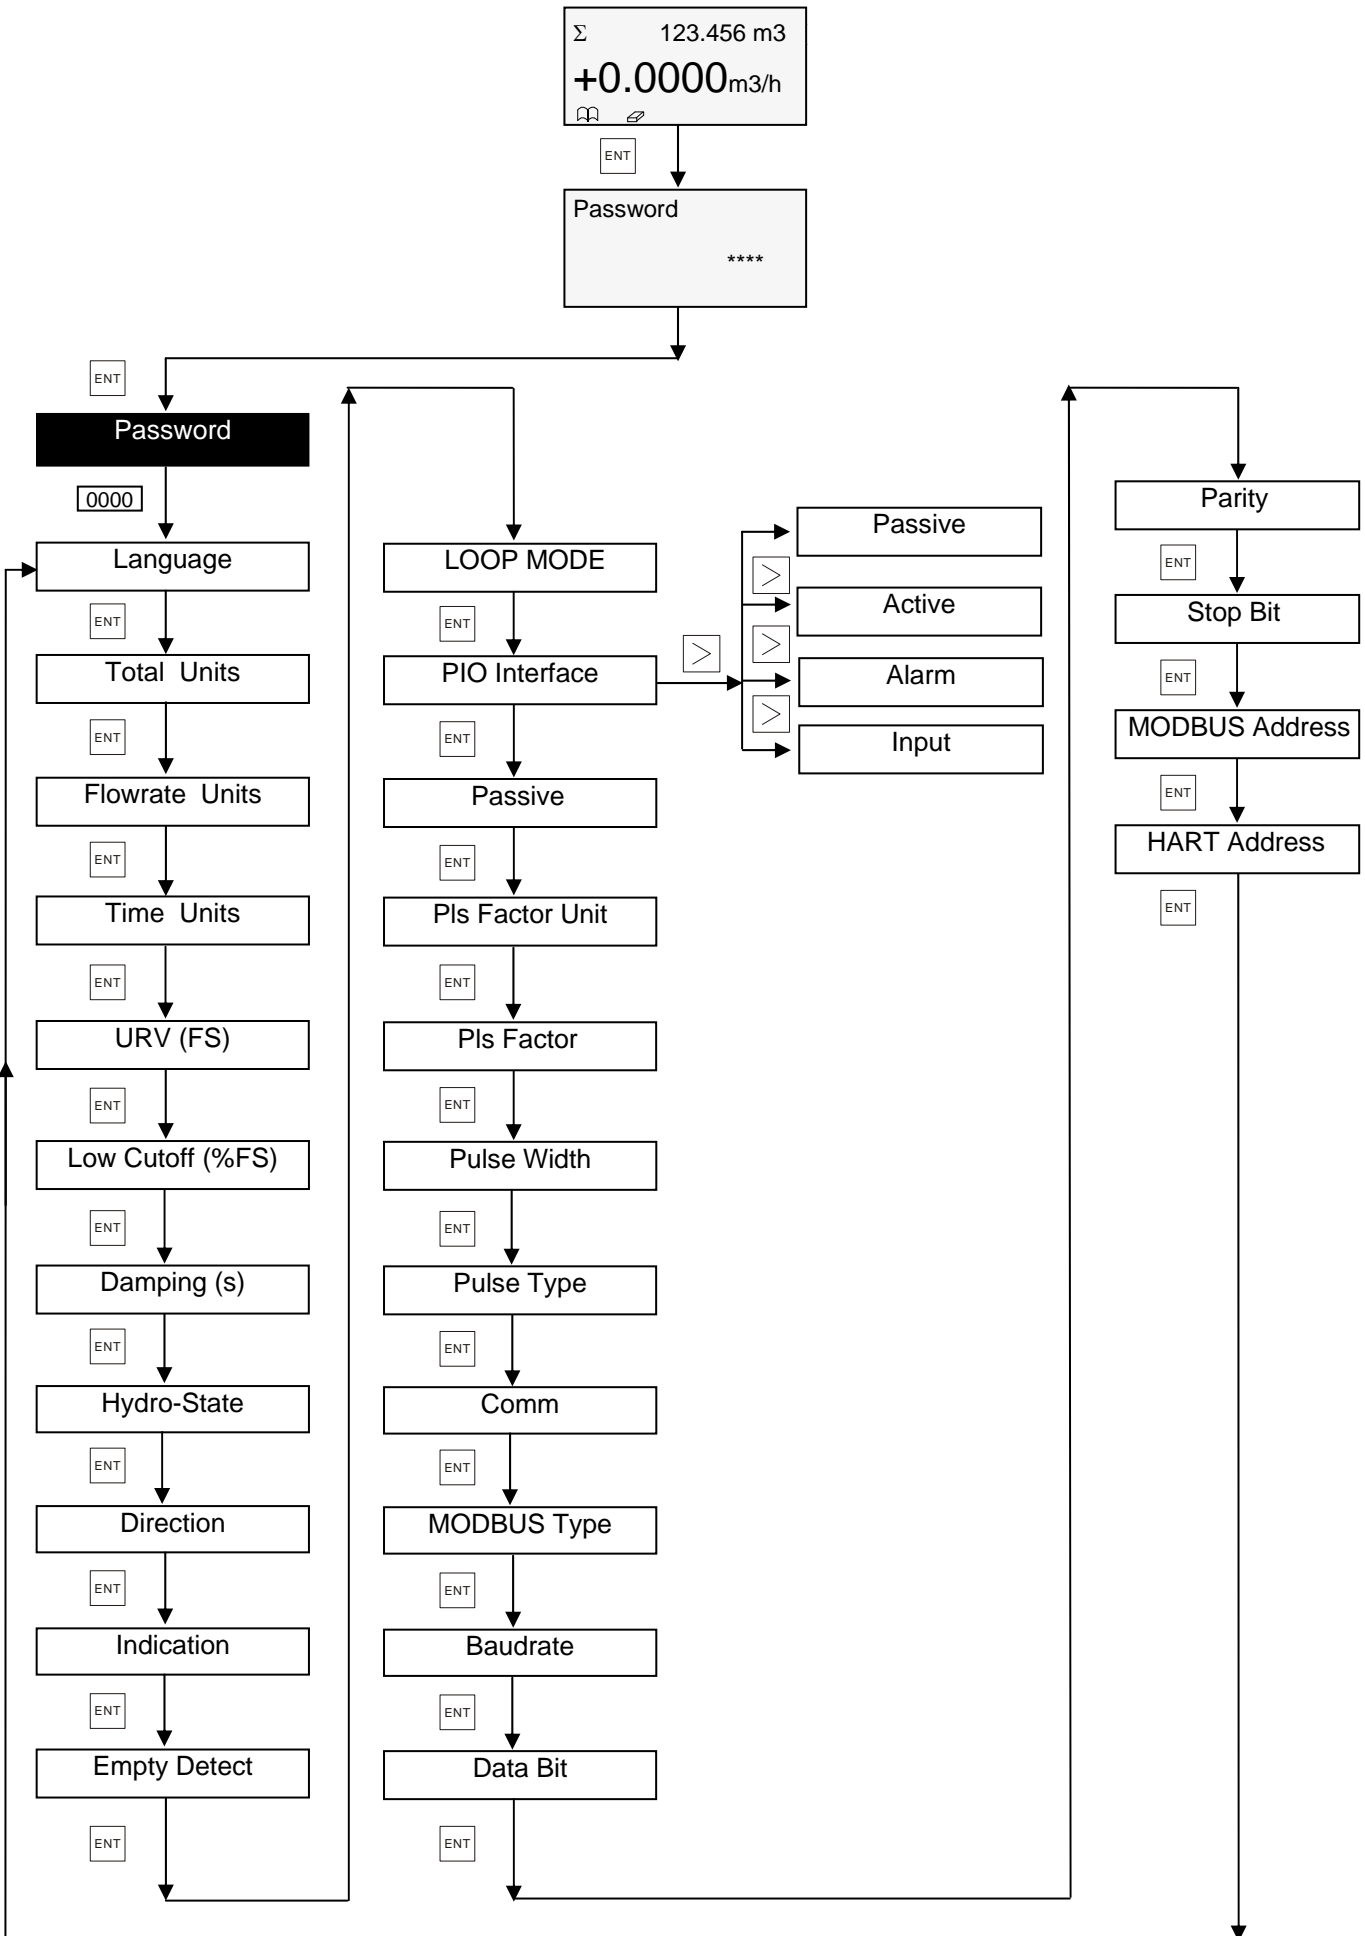 Σ 123.456 m3
+0.0000m3/h
ENT
Password
****
ENT
Password
0000
Language
ENT
Total Units
ENT
Flowrate Units
ENT
Time Units
ENT
URV (FS)
ENT
Low Cutoff (%FS)
ENT
Damping (s)
ENT
Hydro-State
ENT
Direction
ENT
Indication
ENT
Empty Detect
ENT
LOOP MODE
ENT
PIO Interface
ENT
Passive
ENT
Pls Factor Unit
ENT
Pls Factor
ENT
Pulse Width
ENT
Pulse Type
ENT
Comm
ENT
MODBUS Type
ENT
Baudrate
ENT
Data Bit
ENT
>
Passive
>
Active
>
Alarm
>
Input
Parity
ENT
Stop Bit
ENT
MODBUS Address
ENT
HART Address
ENT